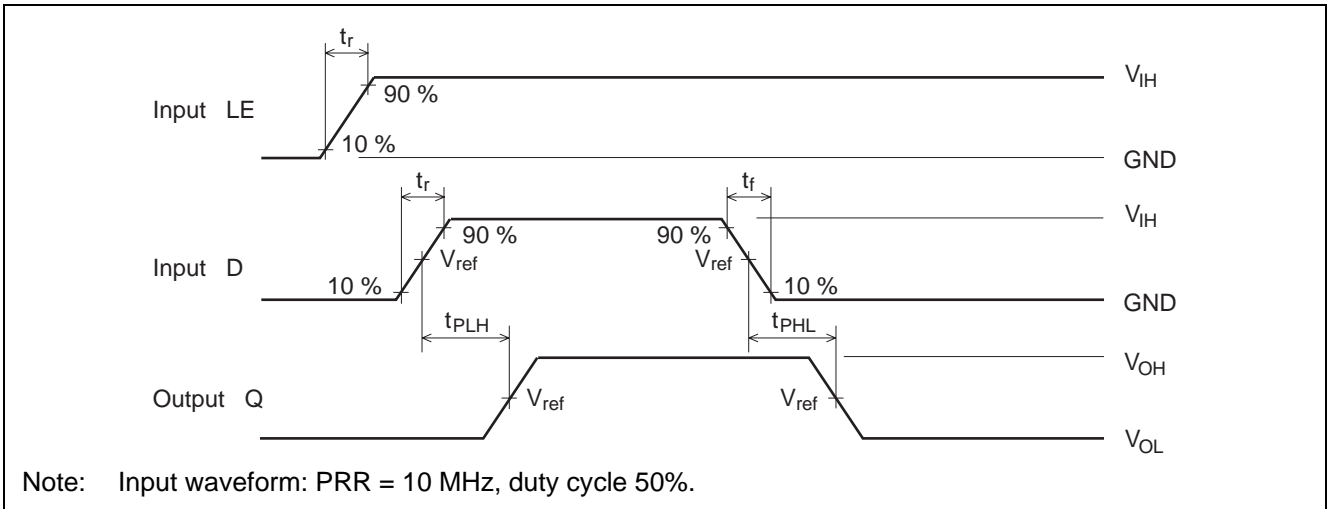 tr
90 %
VIH
Input LE
10 %
GND
tr
tf
VIH
90 %
90 %
Vref
Vref
Input D
10 %
10 %
GND
tPLH
tPHL
VOH
Output Q
Vref
Vref
VOL
Note: Input waveform: PRR = 10 MHz, duty cycle 50%.